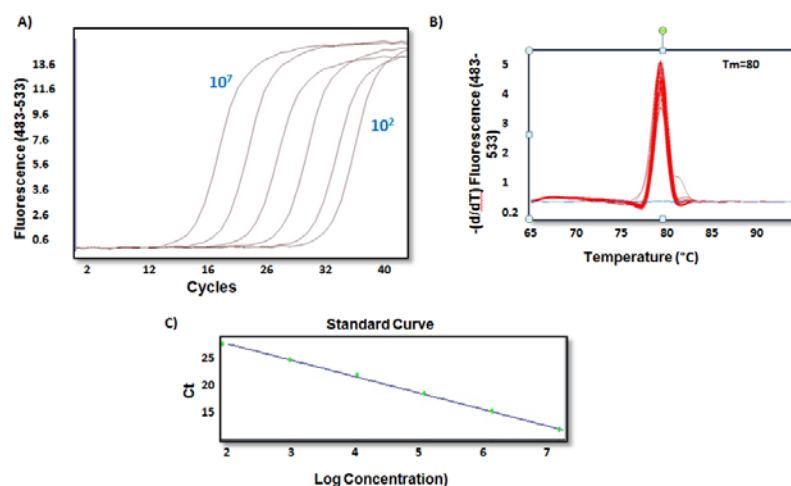 A)
Fluorescence (483-533)
18.6
11.6
9.6
7.6
6.6
2.6
0.6
10⁷
10²
2 12 16 26 32 40
Cycles
B)
-(d/dT) Fluorescence (483-
533)
5
4
3
2
1
0.2
Tm=80
65 70 75 80 85 90
Temperature (°C)
C)
Standard Curve
Ct
25
20
15
2 3 4 5 6 7
Log Concentration)